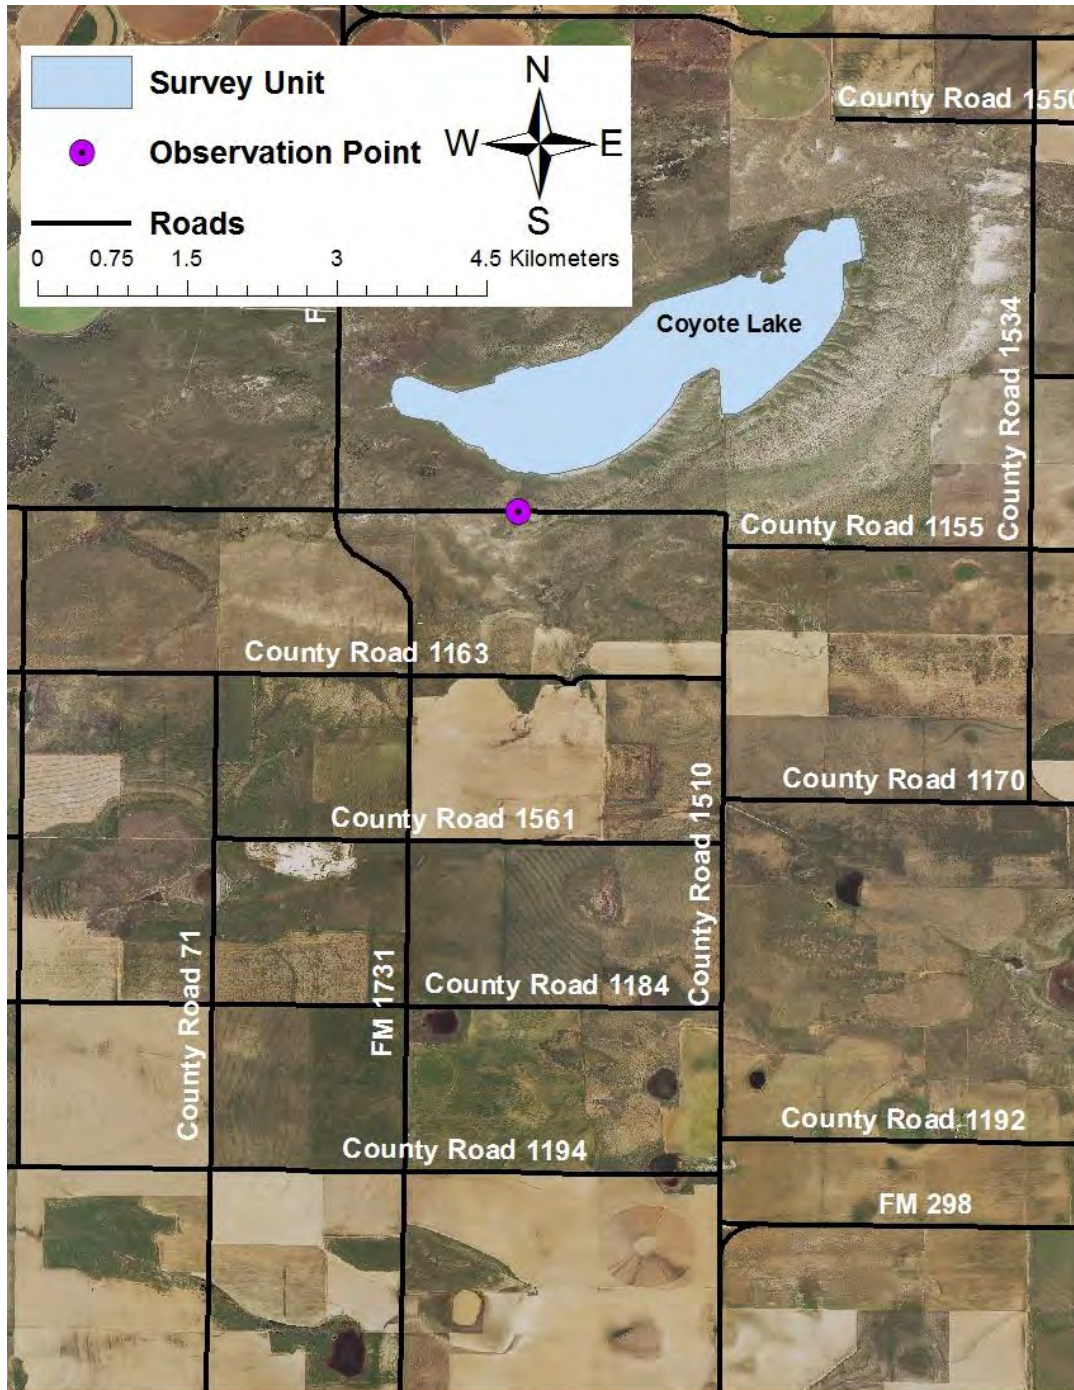 Survey Unit
Observation Point
Roads
N
W E
S
0 0.75 1.5 3 4.5 Kilometers
County Road 1550
F
Coyote Lake
County Road 1534
County Road 1155
County Road 1163
County Road 1170
County Road 1561
County Road 1510
County Road 71
FM 1731
County Road 1184
County Road 1192
County Road 1194
FM 298